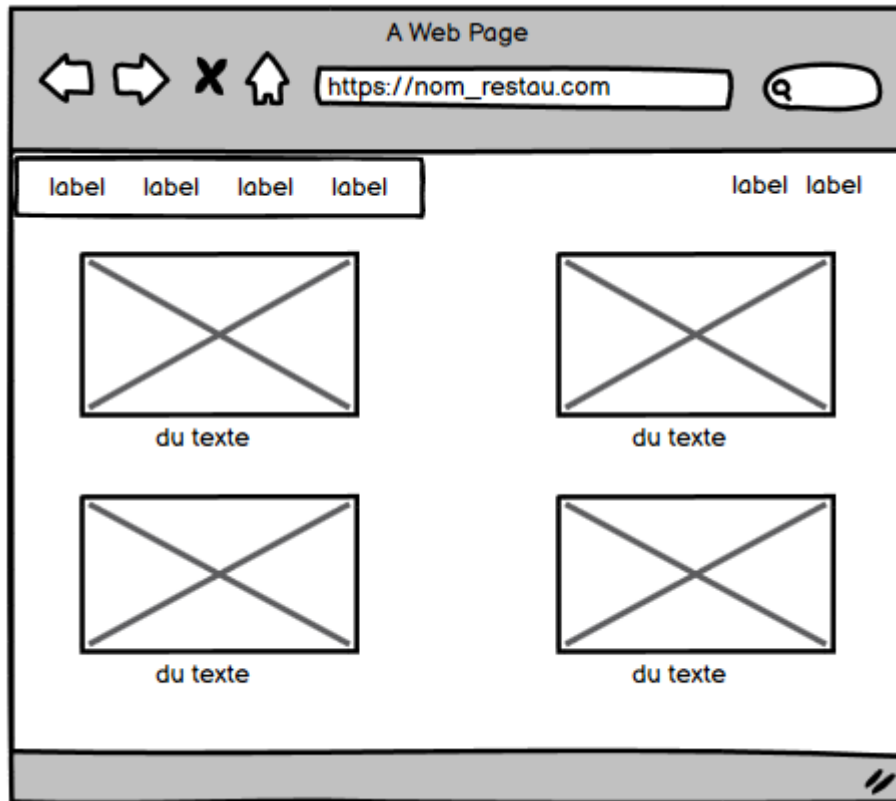 A Web Page
https://nom_restau.com
label label label label label label
du texte du texte
du texte du texte